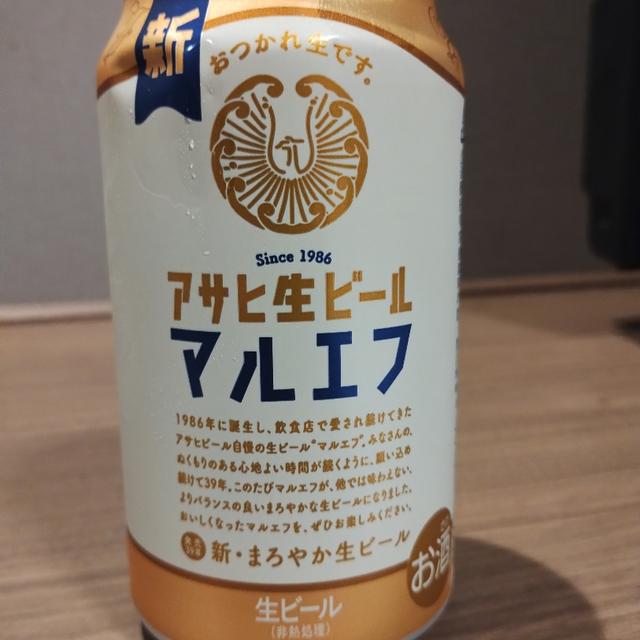 新
おつかれ生です。
Since 1986
アサヒ生ビール
マルエフ
1986年に誕生し、飲食店で愛され続けてきた
アサヒビール自慢の生ビール“マルエフ”。みなさんの、
ぬくもりのある心地よい時間が続くように、願い込め
続けて39年。このたびマルエフが、他では味わえない、
よりバランスの良いまろやかな生ビールになりました。
おいしくなったマルエフを、ぜひお楽しみください。
新・まろやか生ビール
お酒
生ビール
(非熱処理)